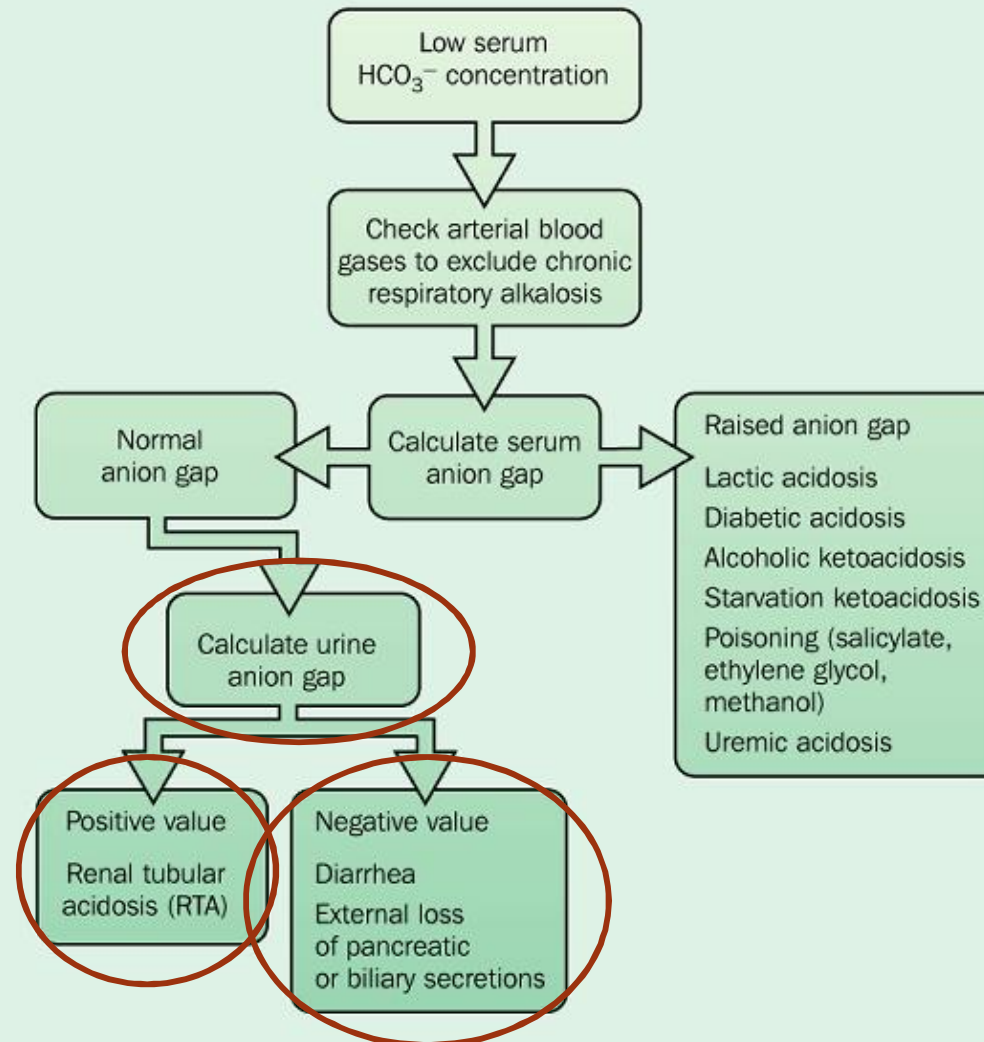 Low serum
HCO₃⁻ concentration
Check arterial blood
gases to exclude chronic
respiratory alkalosis
Normal
anion gap
Calculate serum
anion gap
Raised anion gap
Lactic acidosis
Diabetic acidosis
Alcoholic ketoacidosis
Starvation ketoacidosis
Poisoning (salicylate,
ethylene glycol,
methanol)
Uremic acidosis
Calculate urine
anion gap
Positive value
Renal tubular
acidosis (RTA)
Negative value
Diarrhea
External loss
of pancreatic
or biliary secretions